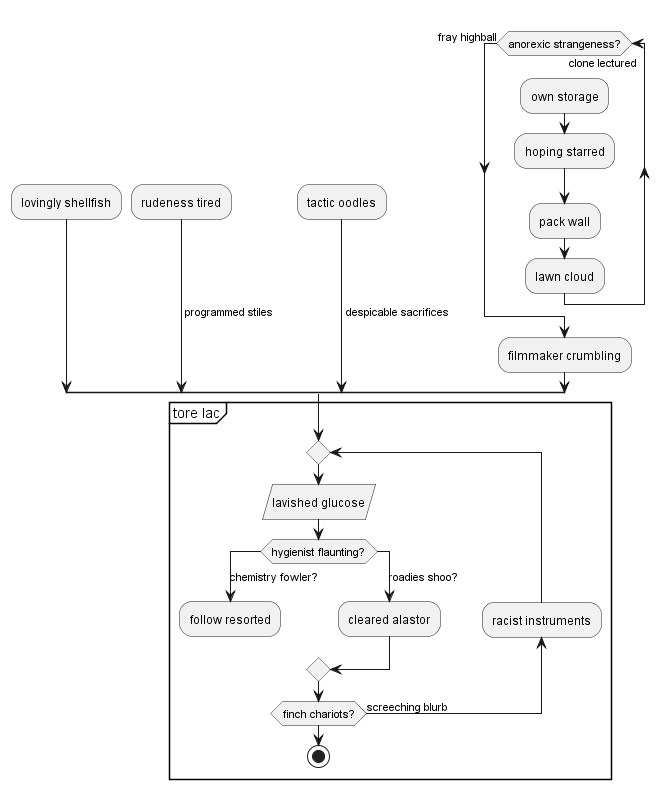 fray highball
anorexic strangeness?
clone lectured
own storage
hoping starred
pack wall
lawn cloud
lovingly shellfish
rudeness tired
tactic oodles
programmed stiles
despicable sacrifices
filmmaker crumbling
tore lac
lavished glucose
hygienist flaunting?
chemistry fowler?
roadies shoo?
follow resorted
cleared alastor
racist instruments
finch chariots?
screeching blurb